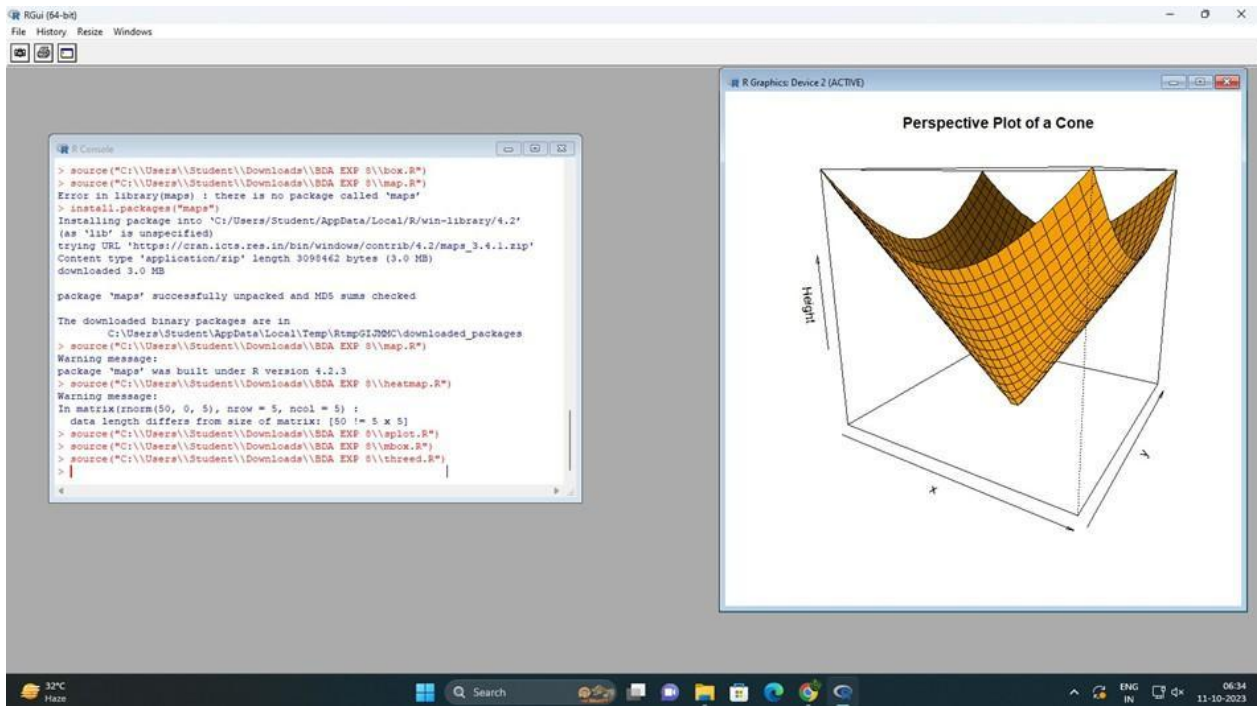 RGui (64-bit)
File History Resize Windows
R Console
> source("C:\\Users\\Student\\Downloads\\BDA EXP 8\\box.R")
> source("C:\\Users\\Student\\Downloads\\BDA EXP 8\\map.R")
Error in library(maps) : there is no package called ‘maps’
> install.packages("maps")
Installing package into ‘C:/Users/Student/AppData/Local/R/win-library/4.2’
(as ‘lib’ is unspecified)
trying URL 'https://cran.icts.res.in/bin/windows/contrib/4.2/maps_3.4.1.zip'
Content type 'application/zip' length 3098462 bytes (3.0 MB)
downloaded 3.0 MB
package ‘maps’ successfully unpacked and MD5 sums checked
The downloaded binary packages are in
C:\Users\Student\AppData\Local\Temp\RtmpGIJMMC\downloaded_packages
> source("C:\\Users\\Student\\Downloads\\BDA EXP 8\\map.R")
Warning message:
package ‘maps’ was built under R version 4.2.3
> source("C:\\Users\\Student\\Downloads\\BDA EXP 8\\heatmap.R")
Warning message:
In matrix(rnorm(50, 0, 5), nrow = 5, ncol = 5) :
data length differs from size of matrix: [50 != 5 x 5]
> source("C:\\Users\\Student\\Downloads\\BDA EXP 8\\splot.R")
> source("C:\\Users\\Student\\Downloads\\BDA EXP 8\\mbox.R")
> source("C:\\Users\\Student\\Downloads\\BDA EXP 8\\threed.R")
>
R Graphics: Device 2 (ACTIVE)
Perspective Plot of a Cone
Height
x
y
32°C
Haze
Search
ENG
IN
06:34
11-10-2023